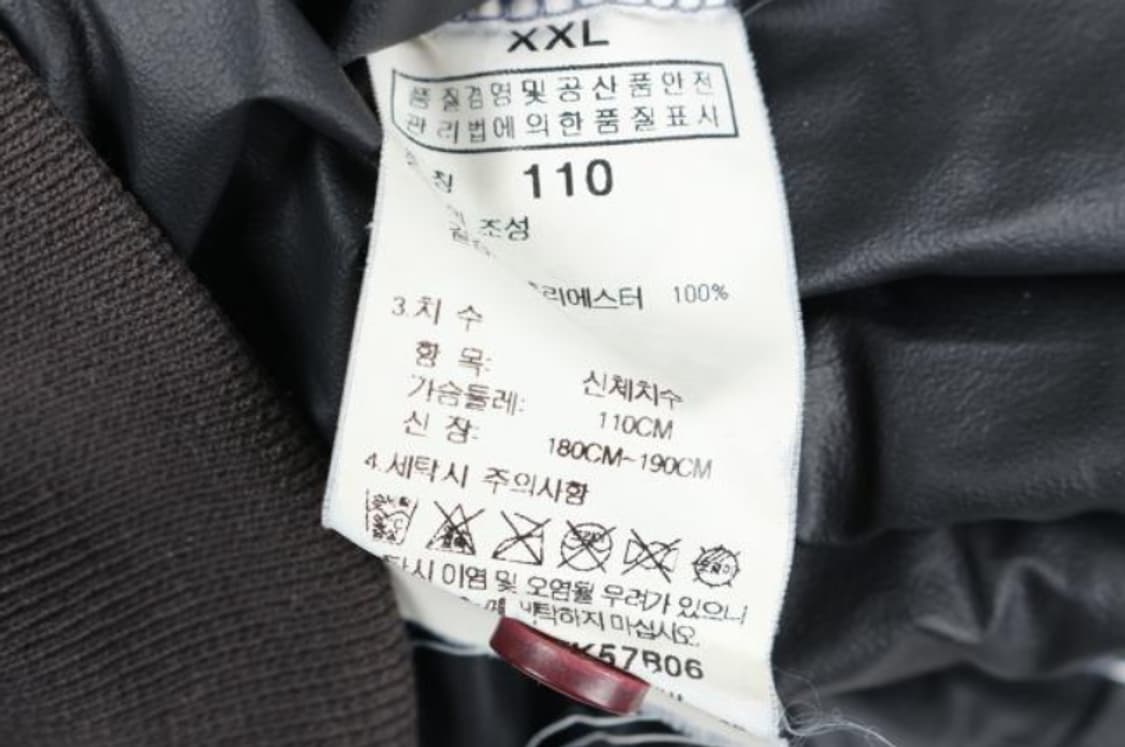 XXL
품질경영및공산품안전
관리법에의한품질표시
칭 110
조성
리에스터 100%
3.치 수
항 목: 신체치수
가슴둘레: 110CM
신 장: 180CM~190CM
4.세탁시 주의사항
이염 및 오염될 우려가 있으니
세탁하지 마십시오.
K57B06